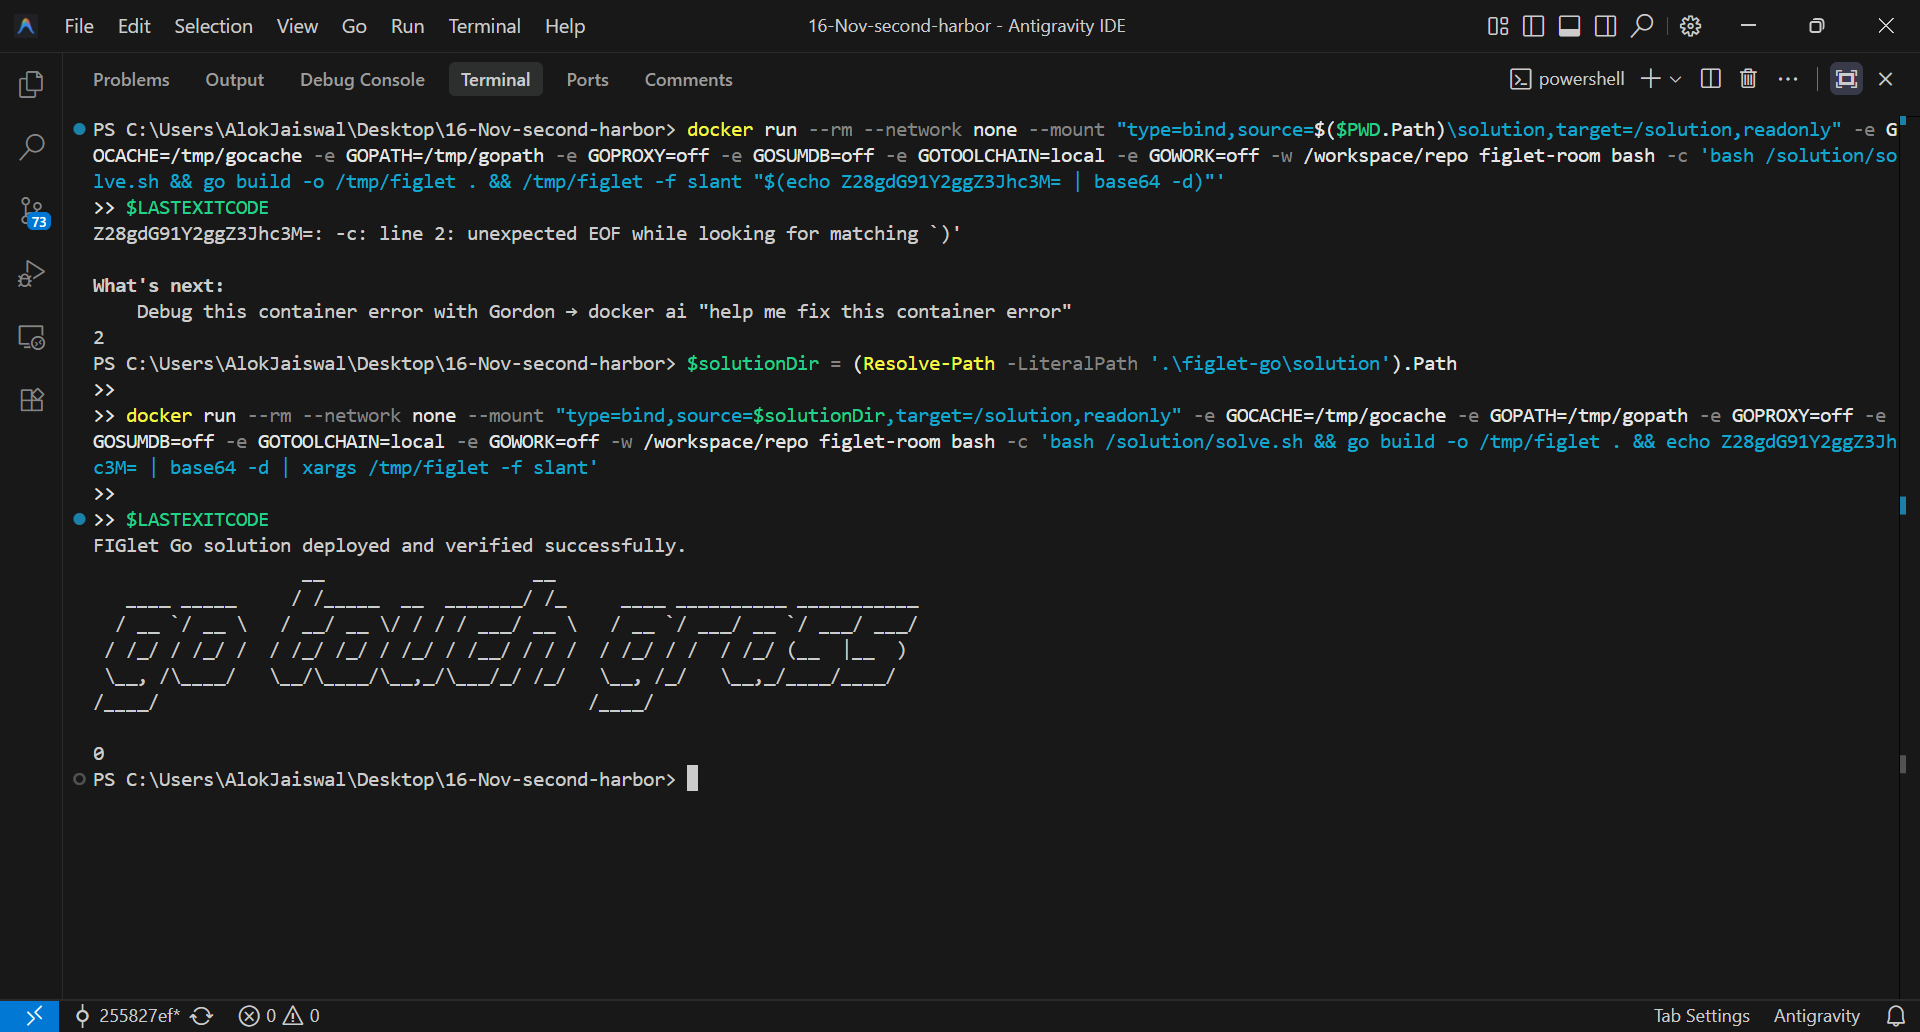 File Edit Selection View Go Run Terminal Help
16-Nov-second-harbor - Antigravity IDE
Problems Output Debug Console Terminal Ports Comments
powershell
73
PS C:\Users\AlokJaiswal\Desktop\16-Nov-second-harbor> docker run --rm --network none --mount "type=bind,source=$($PWD.Path)\solution,target=/solution,readonly" -e G
OCACHE=/tmp/gocache -e GOPATH=/tmp/gopath -e GOPROXY=off -e GOSUMDB=off -e GOTOOLCHAIN=local -e GOWORK=off -w /workspace/repo figlet-room bash -c 'bash /solution/so
lve.sh && go build -o /tmp/figlet . && /tmp/figlet -f slant "$(echo Z28gdG91Y2ggZ3Jhc3M= | base64 -d)"'
>> $LASTEXITCODE
Z28gdG91Y2ggZ3Jhc3M=: -c: line 2: unexpected EOF while looking for matching `)'
What's next:
Debug this container error with Gordon → docker ai "help me fix this container error"
2
PS C:\Users\AlokJaiswal\Desktop\16-Nov-second-harbor> $solutionDir = (Resolve-Path -LiteralPath '.\figlet-go\solution').Path
>>
>> docker run --rm --network none --mount "type=bind,source=$solutionDir,target=/solution,readonly" -e GOCACHE=/tmp/gocache -e GOPATH=/tmp/gopath -e GOPROXY=off -e
GOSUMDB=off -e GOTOOLCHAIN=local -e GOWORK=off -w /workspace/repo figlet-room bash -c 'bash /solution/solve.sh && go build -o /tmp/figlet . && echo Z28gdG91Y2ggZ3Jh
c3M= | base64 -d | xargs /tmp/figlet -f slant'
>>
>> $LASTEXITCODE
FIGlet Go solution deployed and verified successfully.
go touch grass
0
PS C:\Users\AlokJaiswal\Desktop\16-Nov-second-harbor>
255827ef* 0 0
Tab Settings Antigravity